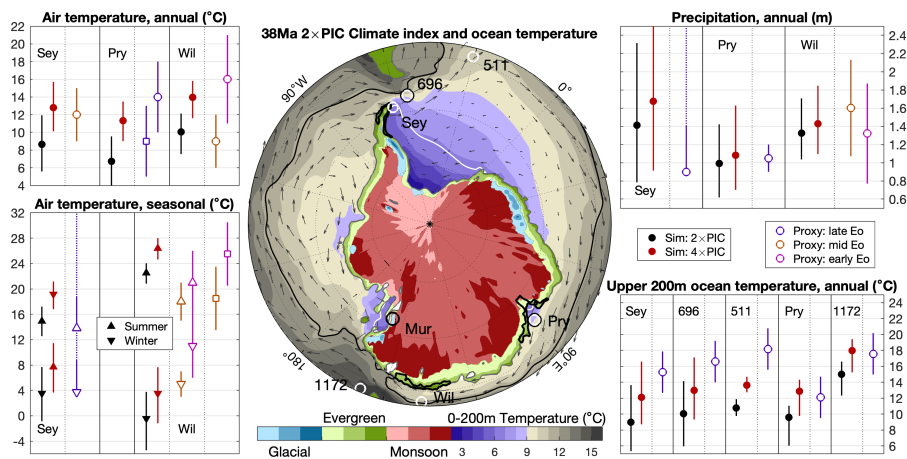 Air temperature, annual (°C)
22
20
18
16
14
12
10
8
6
4
Sey
Pry
Wil
Air temperature, seasonal (°C)
32
28
24
20
16
12
8
4
0
−4
Summer
Winter
Sey
Wil
38Ma 2×PIC Climate index and ocean temperature
90°W
0°
90°E
180°
511
696
Sey
Mur
Pry
1172
Wil
Evergreen
0-200m Temperature (°C)
Glacial
Monsoon
3
6
9
12
15
Precipitation, annual (m)
2.4
2.2
2
1.8
1.6
1.4
1.2
1
0.8
0.6
Pry
Wil
Sey
Sim: 2×PIC
Sim: 4×PIC
Proxy: late Eo
Proxy: mid Eo
Proxy: early Eo
Upper 200m ocean temperature, annual (°C)
24
22
20
18
16
14
12
10
8
6
Sey
696
511
Pry
1172